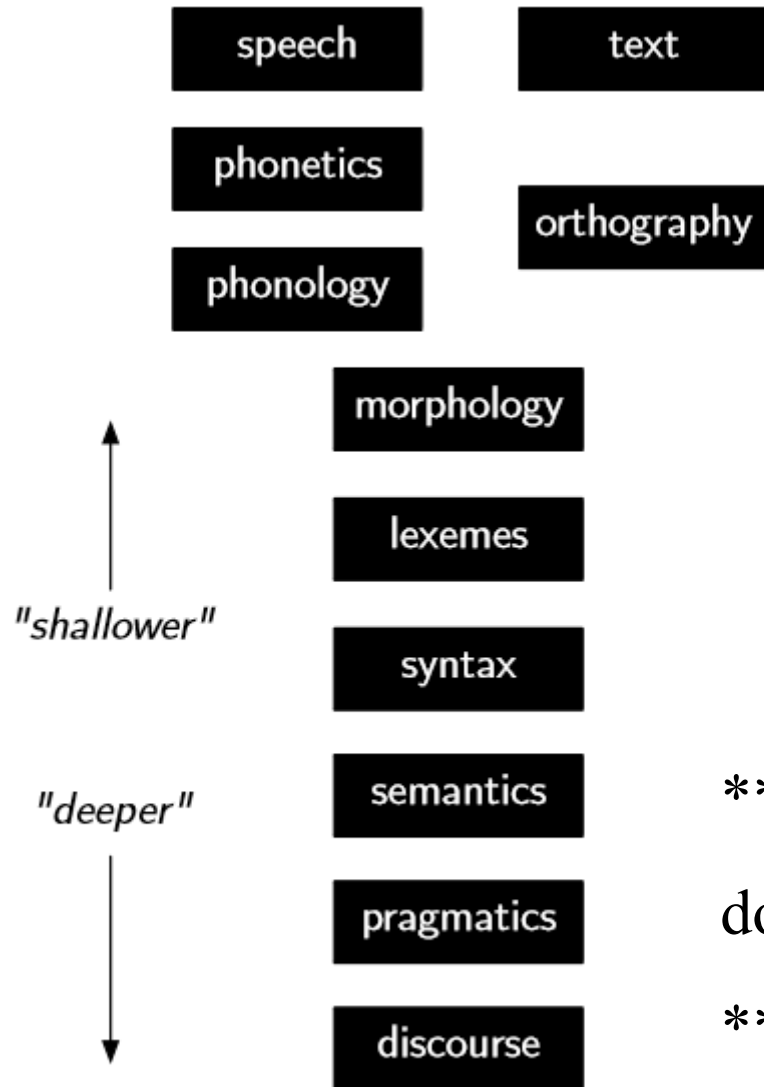 speech text
phonetics
orthography
phonology
morphology
lexemes
"shallower"
syntax
semantics **
"deeper"
pragmatics
discourse **